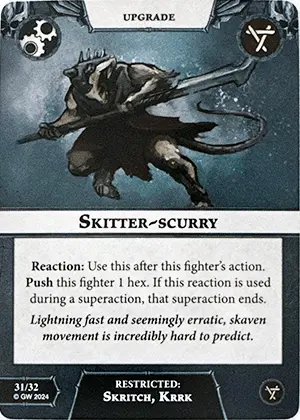 UPGRADE
SKITTER-SCURRY
Reaction: Use this after this fighter's action.
Push this fighter 1 hex. If this reaction is used
during a superaction, that superaction ends.
Lightning fast and seemingly erratic, skaven
movement is incredibly hard to predict.
31/32
© GW 2024
RESTRICTED:
SKRITCH, KRRK